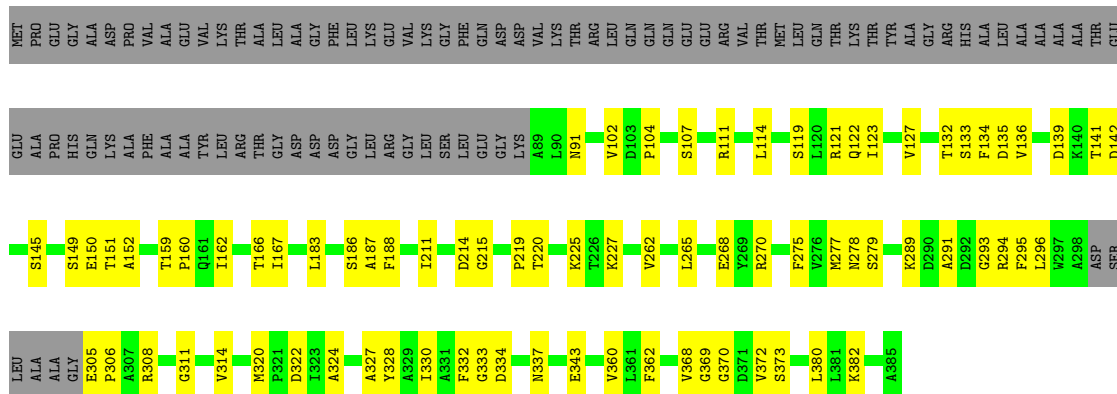 MET PRO GLU GLY ALA ASP PRO VAL ALA GLU VAL LYS THR ALA LEU ALA GLY PHE LEU LYS GLU VAL LYS GLY PHE GLN ASP ASP VAL LYS THR ARG LEU GLN GLN GLN GLU GLU ARG VAL THR MET LEU GLN THR LYS THR TYR ALA GLY ARG HIS ALA LEU ALA ALA ALA ALA THR GLU
GLU ALA PRO HIS GLN LYS ALA PHE ALA ALA TYR LEU ARG THR GLY ASP ASP ASP GLY LEU ARG GLY LEU SER LEU GLU GLY LYS A89 L90 N91 V102 D103 P104 S107 R111 L114 S119 L120 R121 Q122 I123 V127 T132 S133 F134 D135 V136 D139 K140 T141 D142
S145 S149 E150 T151 A152 T159 P160 Q161 I162 T166 I167 L183 S186 A187 F188 I211 D214 G215 P219 T220 K225 T226 K227 V262 L265 E268 Y269 R270 F275 V276 M277 N278 S279 K289 D290 A291 D292 G293 R294 F295 L296 W297 A298 ASP SER
LEU ALA ALA GLY E305 P306 A307 R308 G311 V314 M320 P321 D322 I323 A324 A327 Y328 A329 I330 A331 F332 G333 D334 N337 E343 V360 L361 F362 V368 G369 G370 D371 V372 S373 L380 L381 K382 A385